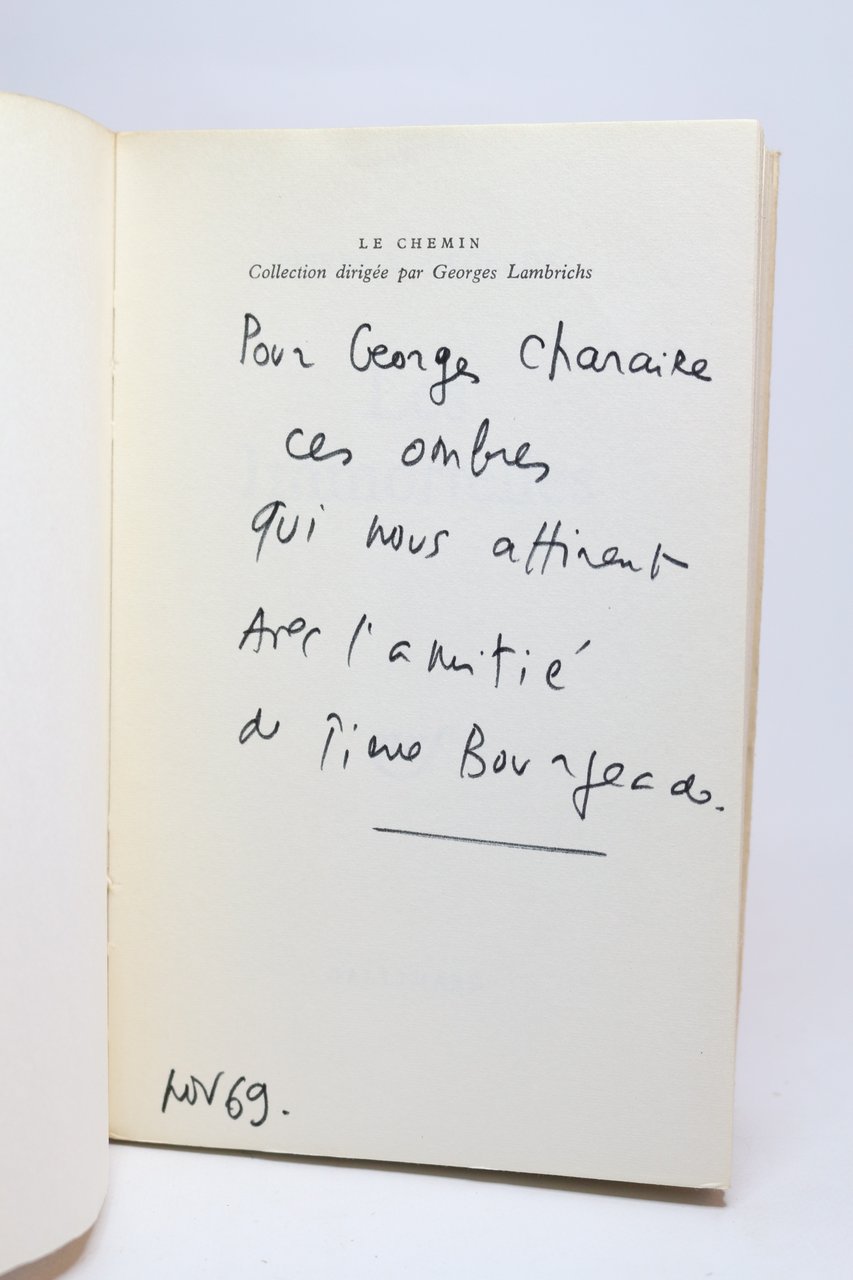 LE CHEMIN
Collection dirigée par Georges Lambrichs
Pour Georges Charaire
ces ombres
qui nous attirent
Avec l'amitié
de Pierre Bourgeade.
Nov 69.